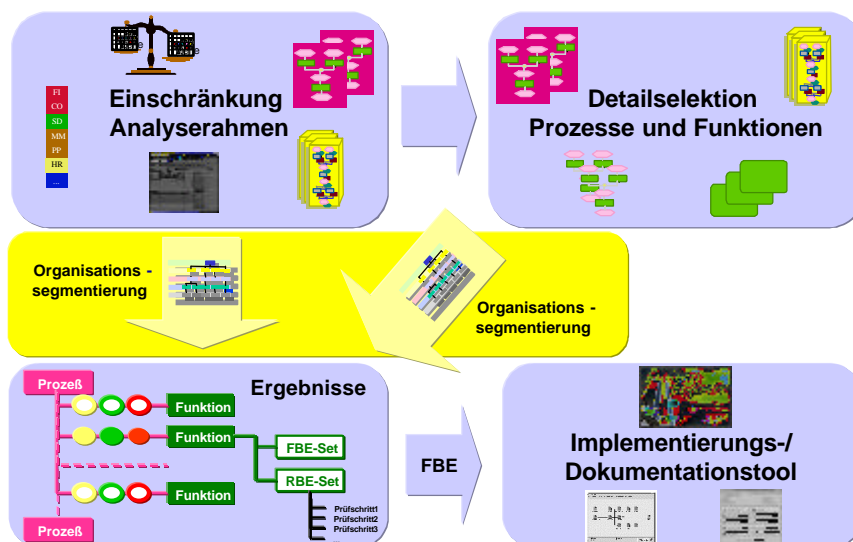 Einschränkung
Analyserahmen
FI
CO
SD
MM
PP
HR
...
Detailselektion
Prozesse und Funktionen
Organisations -
segmentierung
Organisations -
segmentierung
Ergebnisse
Prozeß
Funktion
Funktion
FBE-Set
RBE-Set
Prüfschritt1
Prüfschritt2
Prüfschritt3
Funktion
Prozeß
FBE
Implementierungs-/
Dokumentationstool